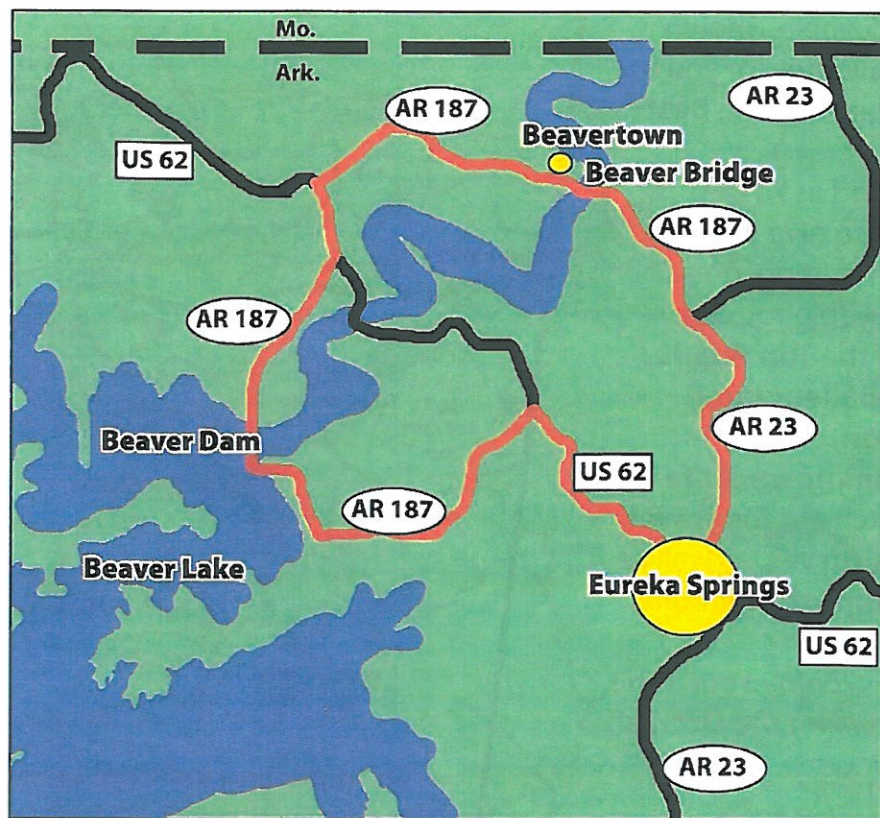 Mo.
Ark.
AR 187
AR 23
Beavertown
US 62
Beaver Bridge
AR 187
AR 187
Beaver Dam
AR 23
US 62
AR 187
Beaver Lake
Eureka Springs
US 62
AR 23